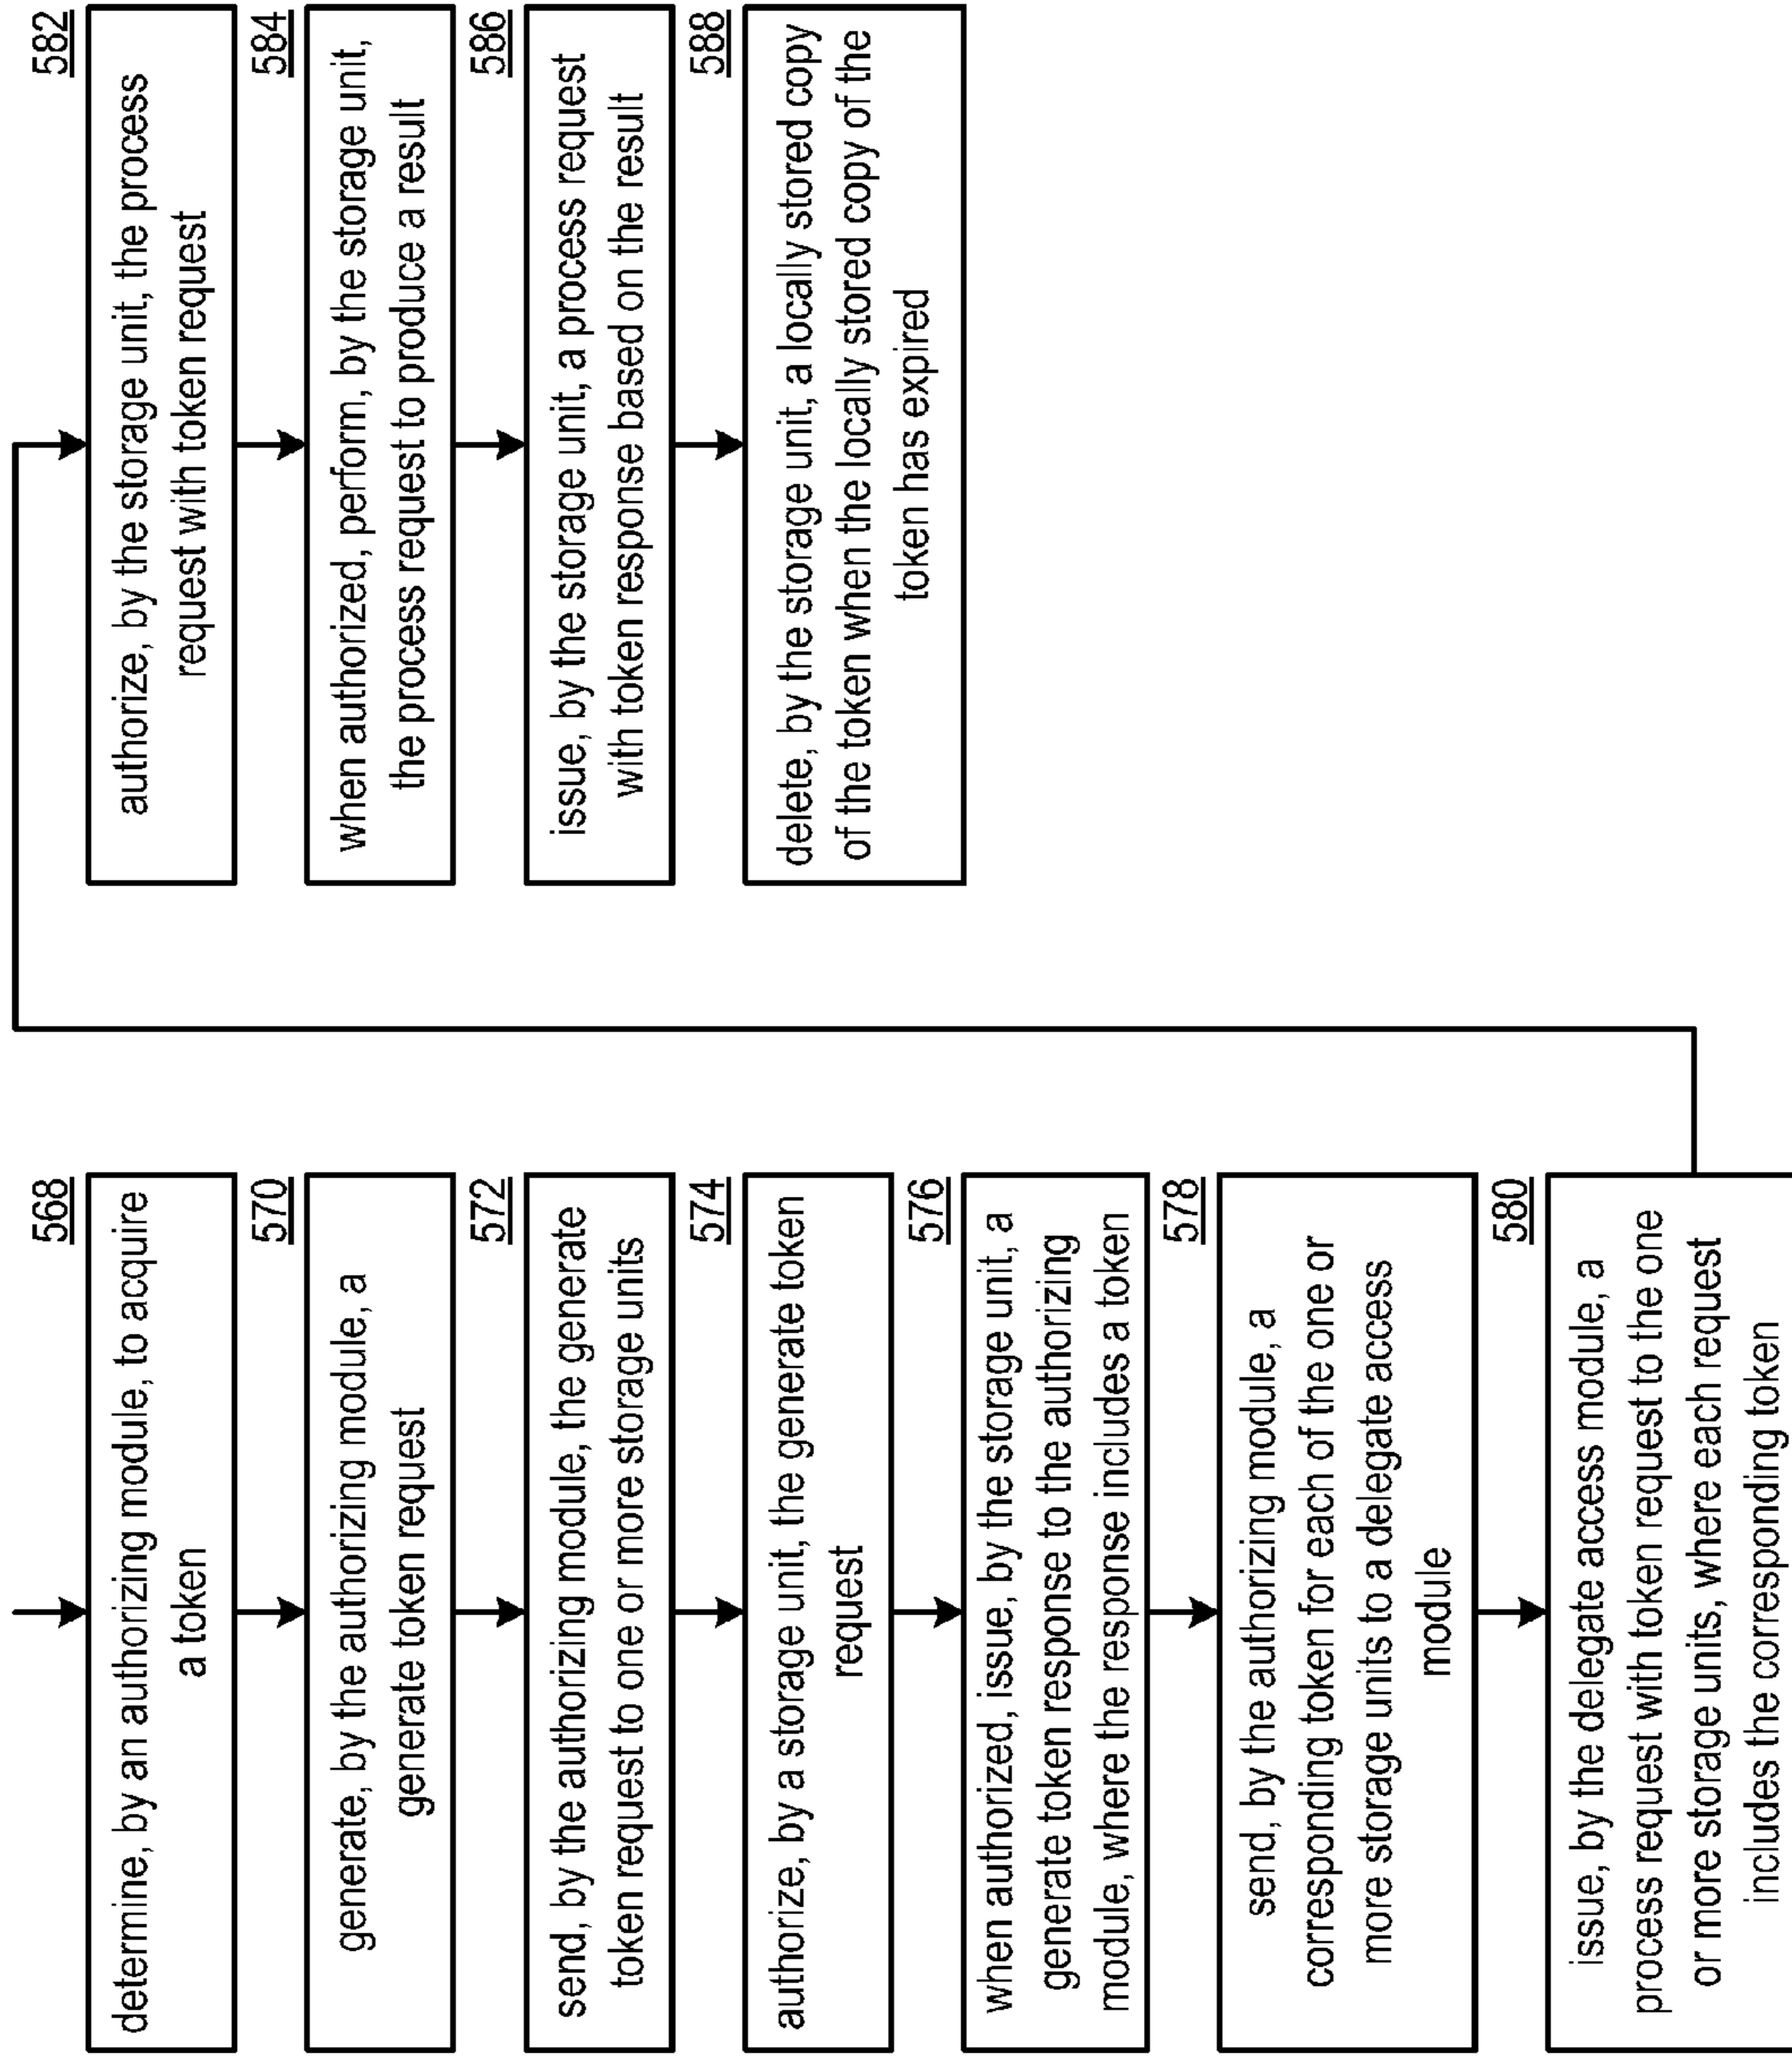 568
determine, by an authorizing module, to acquire
a token
570
generate, by the authorizing module, a
generate token request
572
send, by the authorizing module, the generate
token request to one or more storage units
574
authorize, by a storage unit, the generate token
request
576
when authorized, issue, by the storage unit, a
generate token response to the authorizing
module, where the response includes a token
578
send, by the authorizing module, a
corresponding token for each of the one or
more storage units to a delegate access
module
580
issue, by the delegate access module, a
process request with token request to the one
or more storage units, where each request
includes the corresponding token
582
authorize, by the storage unit, the process
request with token request
584
when authorized, perform, by the storage unit,
the process request to produce a result
586
issue, by the storage unit, a process request
with token response based on the result
588
delete, by the storage unit, a locally stored copy
of the token when the locally stored copy of the
token has expired